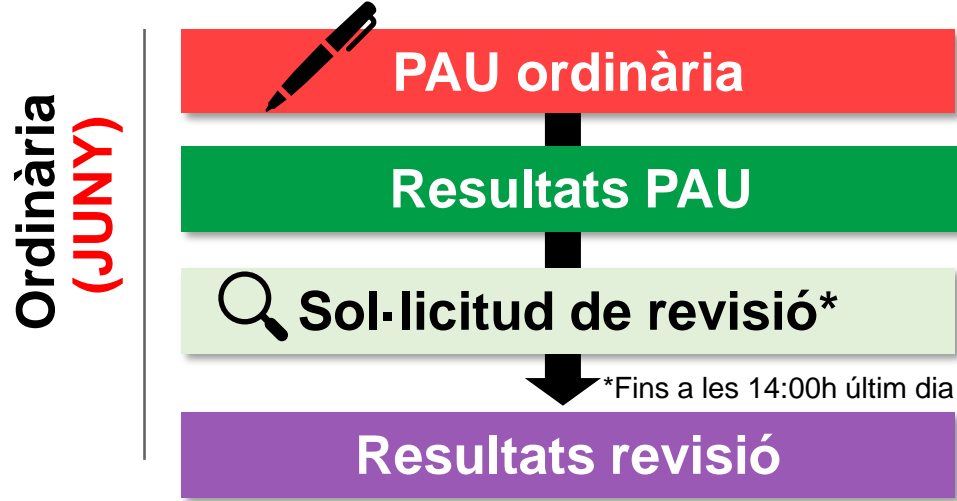 Ordinària
(JUNY)
PAU ordinària
Resultats PAU
Sol·licitud de revisió*
*Fins a les 14:00h últim dia
Resultats revisió